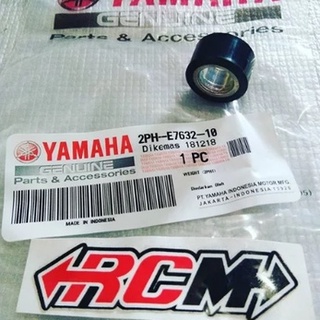 YAMAHA
GENUINE
Parts & Accessories
YAMAHA
GENUINE
Parts & Accessories
2PH-E7632-10
Dikemas 181218
1 PC
PT YAMAHA INDONESIA MOTOR MFG
JAKARTA-INDONESIA
MADE IN INDONESIA
RCM